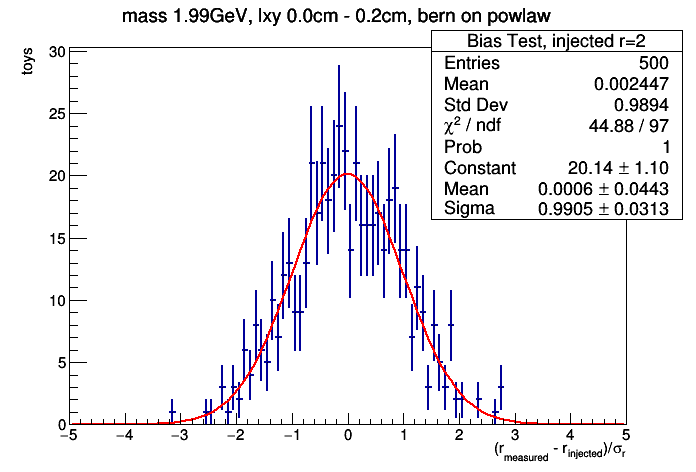 mass 1.99GeV, lxy 0.0cm - 0.2cm, bern on powlaw
Bias Test, injected r=2
Entries 500
Mean 0.002447
Std Dev 0.9894
χ² / ndf 44.88 / 97
Prob 1
Constant 20.14 ± 1.10
Mean 0.0006 ± 0.0443
Sigma 0.9905 ± 0.0313
toys
30
25
20
15
10
5
0
−5 −4 −3 −2 −1 0 1 2 3 4 5
(r_measured - r_injected)/σ_r